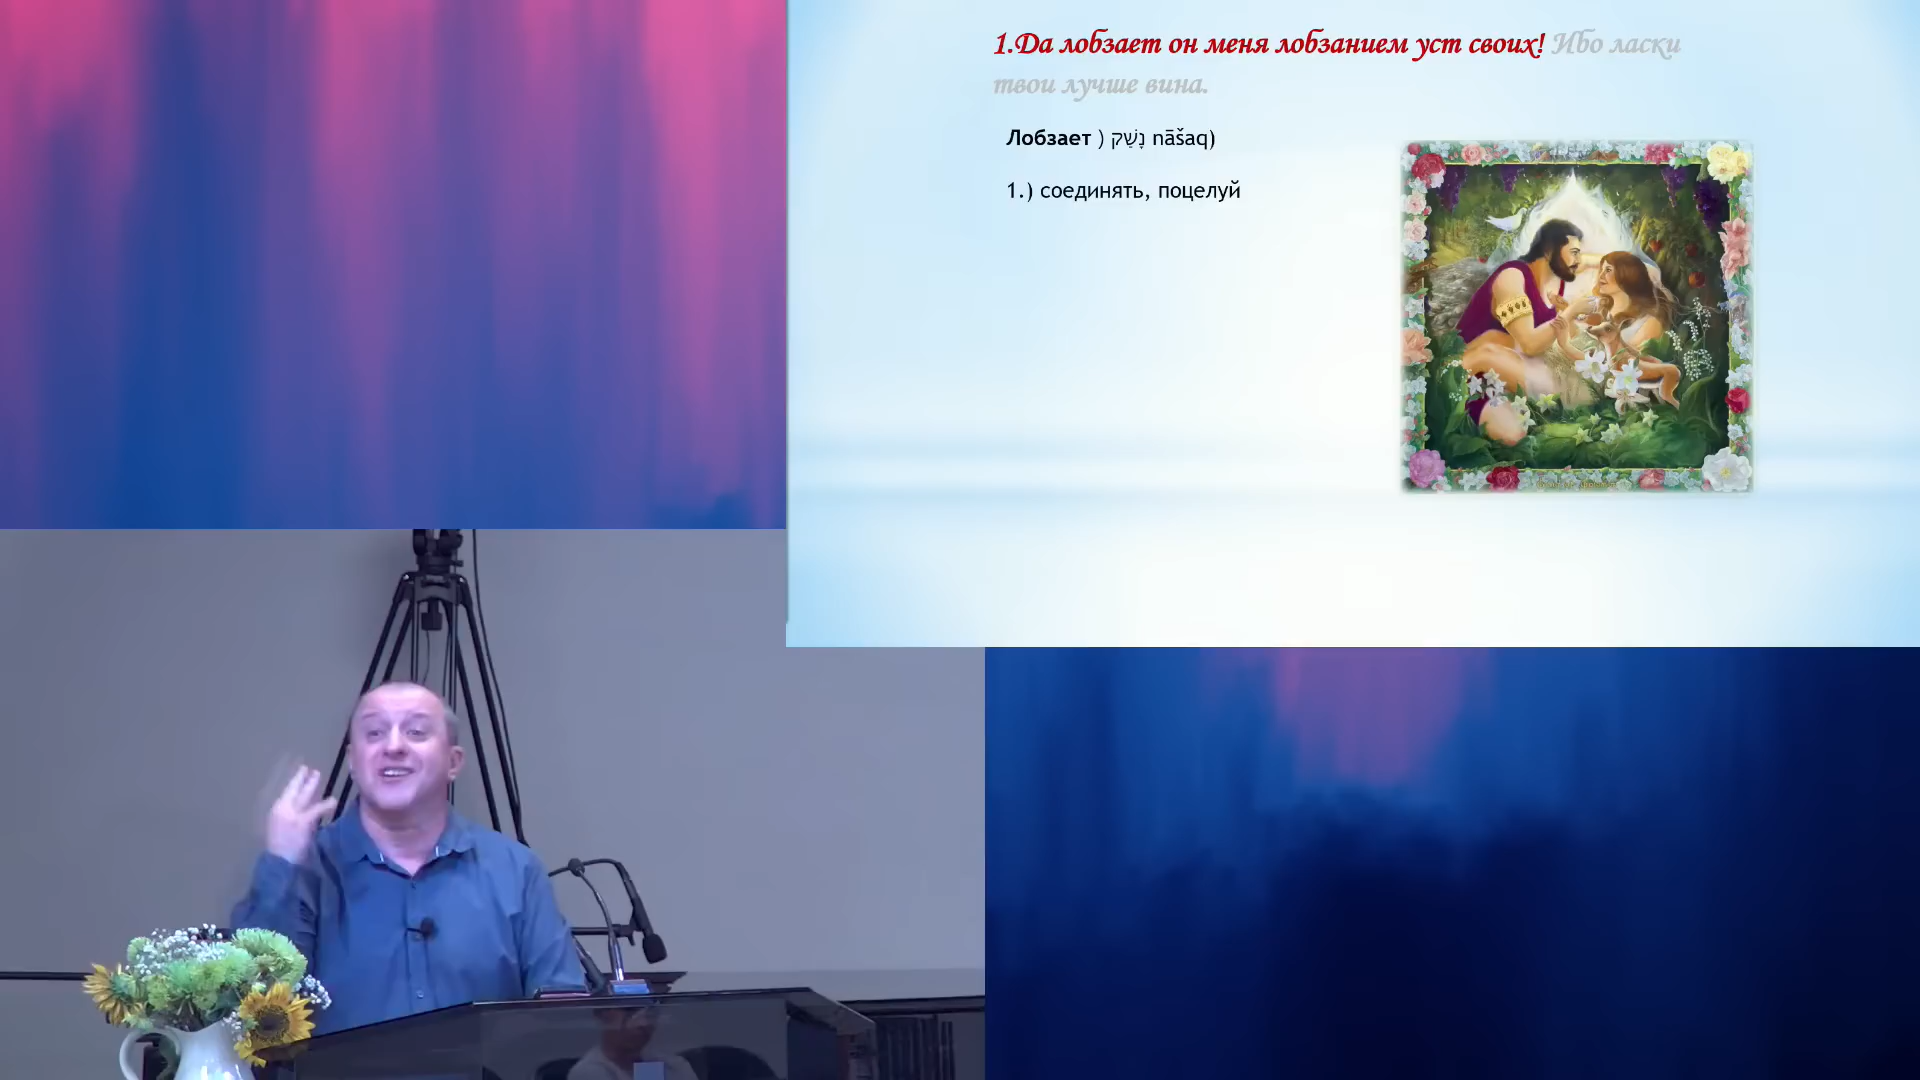 1.Да лобзает он меня лобзанием уст своих! Ибо ласки
твои лучше вина.
Лобзает ) נָשַׁק nāšaq)
1.) соединять, поцелуй